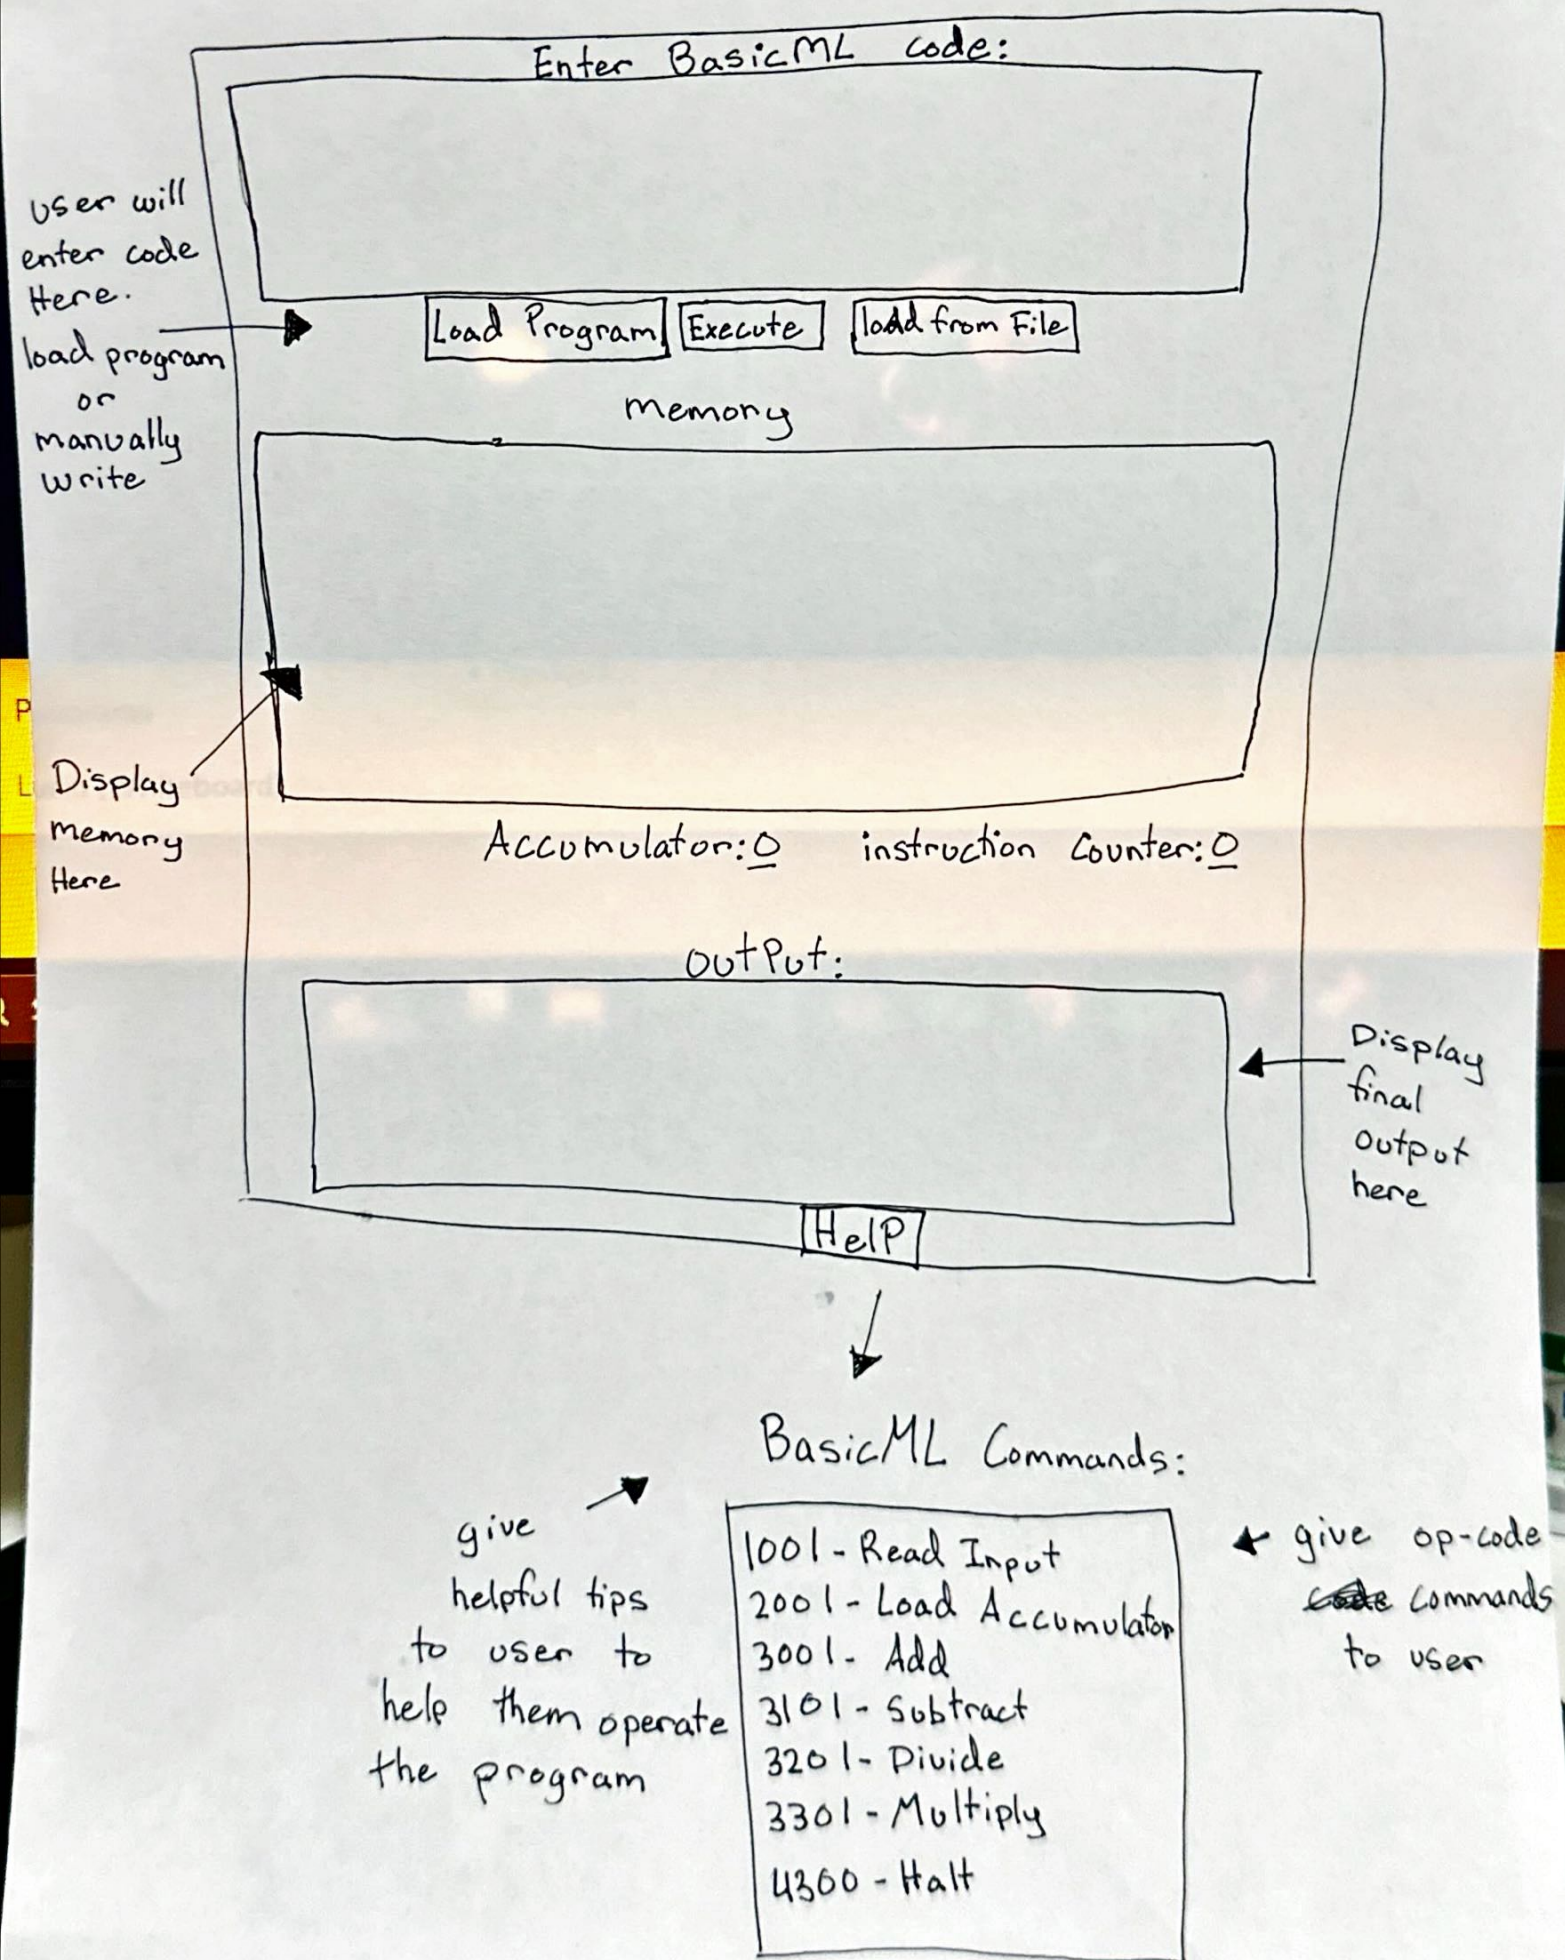 Enter BasicML code:
user will
enter code
Here.
load program
or
manually
write
Load Program
Execute
load from File
memory
Display
memory
Here
Accumulator: 0
instruction Counter: 0
outPut:
Display
final
output
here
HelP
BasicML Commands:
give
helpful tips
to user to
help them operate
the program
1001 - Read Input
2001 - Load Accumulator
3001 - Add
3101 - Subtract
3201 - Divide
3301 - Multiply
4300 - Halt
give op-code
commands
to user